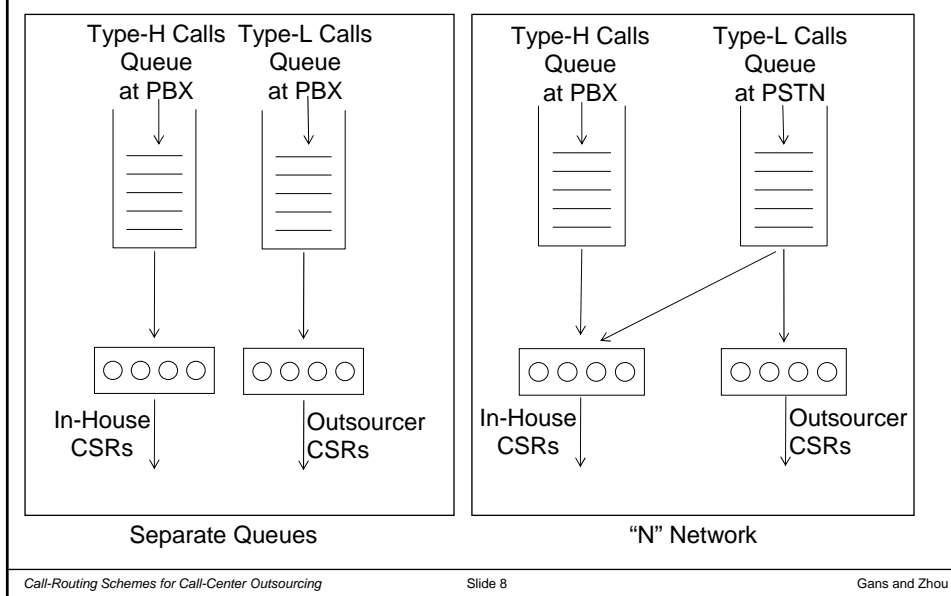 Type-H Calls
Queue
at PBX
Type-L Calls
Queue
at PBX
In-House
CSRs
Outsourcer
CSRs
Separate Queues
Type-H Calls
Queue
at PBX
Type-L Calls
Queue
at PSTN
In-House
CSRs
Outsourcer
CSRs
“N” Network
Call-Routing Schemes for Call-Center Outsourcing
Slide 8
Gans and Zhou